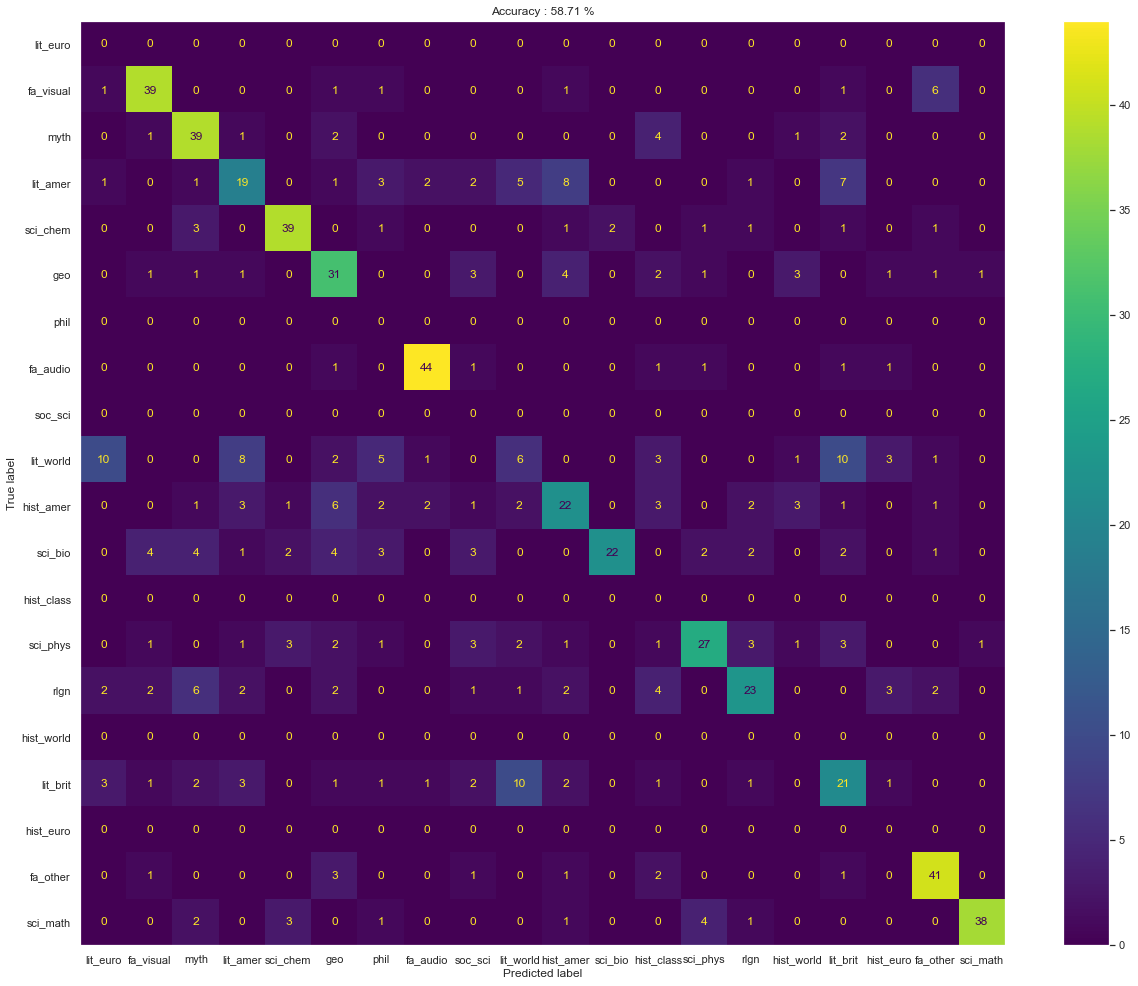 Accuracy : 58.71 %
True label
lit_euro 0 0 0 0 0 0 0 0 0 0 0 0 0 0 0 0 0 0 0 0
fa_visual 1 39 0 0 0 1 1 0 0 0 1 0 0 0 0 0 1 0 6 0
myth 0 1 39 1 0 2 0 0 0 0 0 0 4 0 0 1 2 0 0 0
lit_amer 1 0 1 19 0 1 3 2 2 5 8 0 0 0 1 0 7 0 0 0
sci_chem 0 0 3 0 39 0 1 0 0 0 1 2 0 1 1 0 1 0 1 0
geo 0 1 1 1 0 31 0 0 3 0 4 0 2 1 0 3 0 1 1 1
phil 0 0 0 0 0 0 0 0 0 0 0 0 0 0 0 0 0 0 0 0
fa_audio 0 0 0 0 0 1 0 44 1 0 0 0 1 1 0 0 1 1 0 0
soc_sci 0 0 0 0 0 0 0 0 0 0 0 0 0 0 0 0 0 0 0 0
lit_world 10 0 0 8 0 2 5 1 0 6 0 0 3 0 0 1 10 3 1 0
hist_amer 0 0 1 3 1 6 2 2 1 2 22 0 3 0 2 3 1 0 1 0
sci_bio 0 4 4 1 2 4 3 0 3 0 0 22 0 2 2 0 2 0 1 0
hist_class 0 0 0 0 0 0 0 0 0 0 0 0 0 0 0 0 0 0 0 0
sci_phys 0 1 0 1 3 2 1 0 3 2 1 0 1 27 3 1 3 0 0 1
rlgn 2 2 6 2 0 2 0 0 1 1 2 0 4 0 23 0 0 3 2 0
hist_world 0 0 0 0 0 0 0 0 0 0 0 0 0 0 0 0 0 0 0 0
lit_brit 3 1 2 3 0 1 1 1 2 10 2 0 1 0 1 0 21 1 0 0
hist_euro 0 0 0 0 0 0 0 0 0 0 0 0 0 0 0 0 0 0 0 0
fa_other 0 1 0 0 0 3 0 0 1 0 1 0 2 0 0 0 1 0 41 0
sci_math 0 0 2 0 3 0 1 0 0 0 1 0 0 4 1 0 0 0 0 38
lit_euro fa_visual myth lit_amer sci_chem geo phil fa_audio soc_sci lit_world hist_amer sci_bio hist_class sci_phys rlgn hist_world lit_brit hist_euro fa_other sci_math
Predicted label
40
35
30
25
20
15
10
5
0